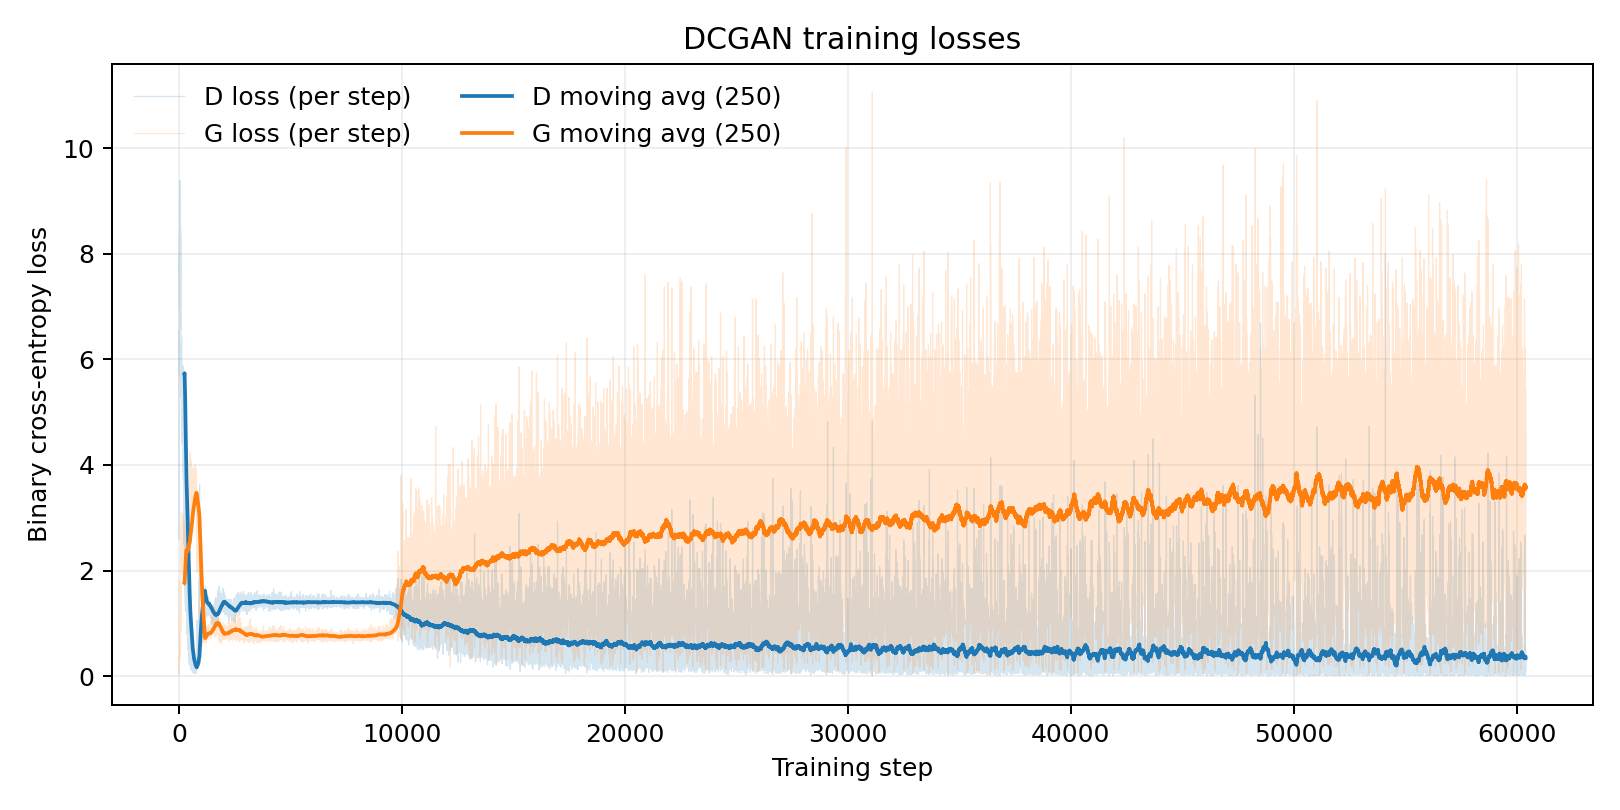 DCGAN training losses
D loss (per step)
G loss (per step)
D moving avg (250)
G moving avg (250)
Binary cross-entropy loss
10
8
6
4
2
0
0 10000 20000 30000 40000 50000 60000
Training step